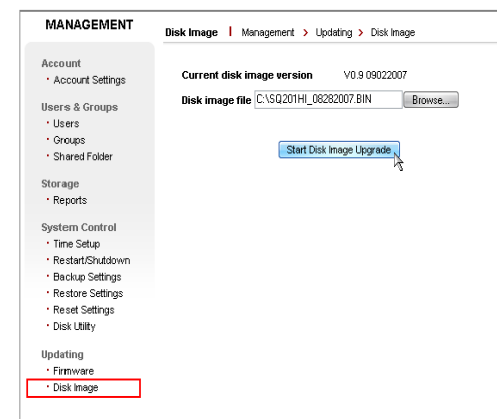 MANAGEMENT
Account
Account Settings
Users & Groups
Users
Groups
Shared Folder
Storage
Reports
System Control
Time Setup
Restart/Shutdown
Backup Settings
Restore Settings
Reset Settings
Disk Utility
Updating
Firmware
Disk Image
Disk Image | Management > Updating > Disk Image
Current disk image version V0.9 09022007
Disk image file C:\SQ201HI_08282007.BIN Browse...
Start Disk Image Upgrade